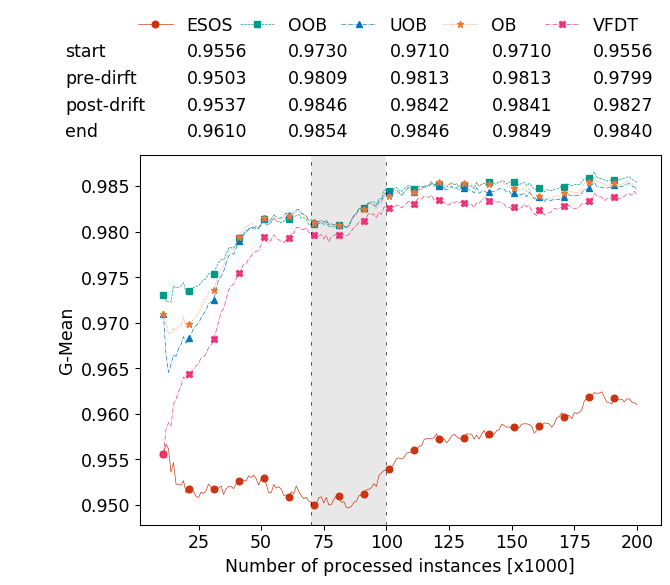 ESOS OOB UOB OB VFDT
start 0.9556 0.9730 0.9710 0.9710 0.9556
pre-dirft 0.9503 0.9809 0.9813 0.9813 0.9799
post-drift 0.9537 0.9846 0.9842 0.9841 0.9827
end 0.9610 0.9854 0.9846 0.9849 0.9840
0.985
0.980
0.975
0.970
0.965
0.960
0.955
0.950
G-Mean
25 50 75 100 125 150 175 200
Number of processed instances [x1000]